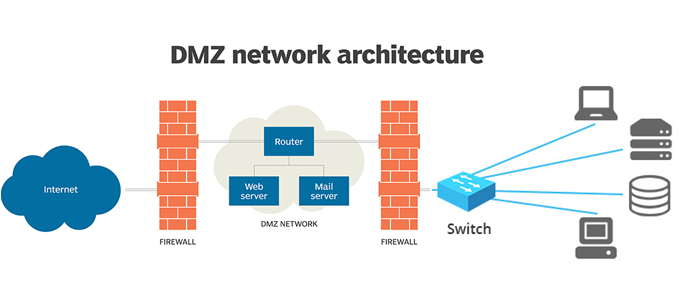 DMZ network architecture
Internet
FIREWALL
Router
Web
server
Mail
server
DMZ NETWORK
FIREWALL
Switch